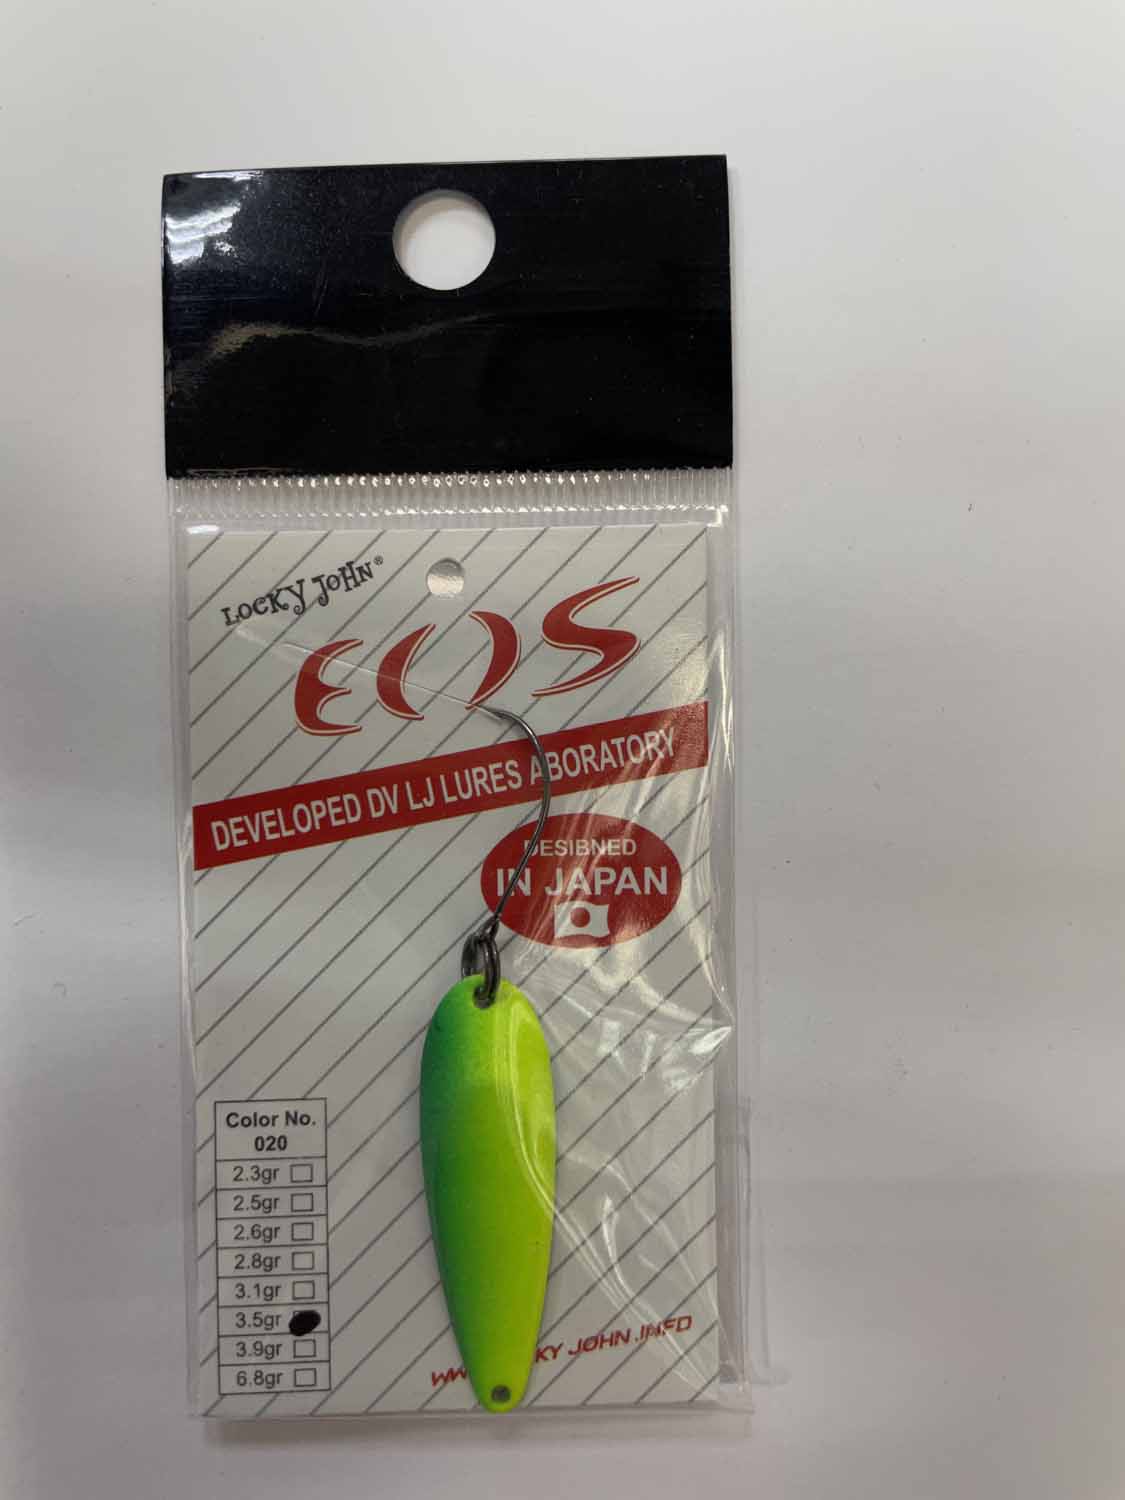 LOCKY JOHN®
EOS
DEVELOPED DV LJ LURES ABORATORY
DESIBNED
IN JAPAN
Color No.
020
2.3gr
2.5gr
2.6gr
2.8gr
3.1gr
3.5gr
3.9gr
6.8gr
JOHN.INFO